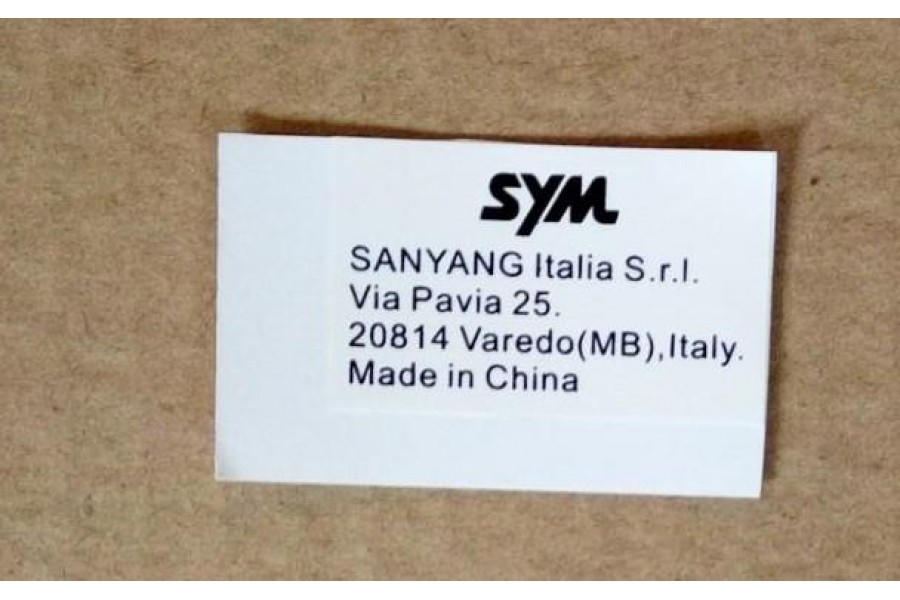 SYM
SANYANG Italia S.r.l.
Via Pavia 25.
20814 Varedo(MB),Italy.
Made in China